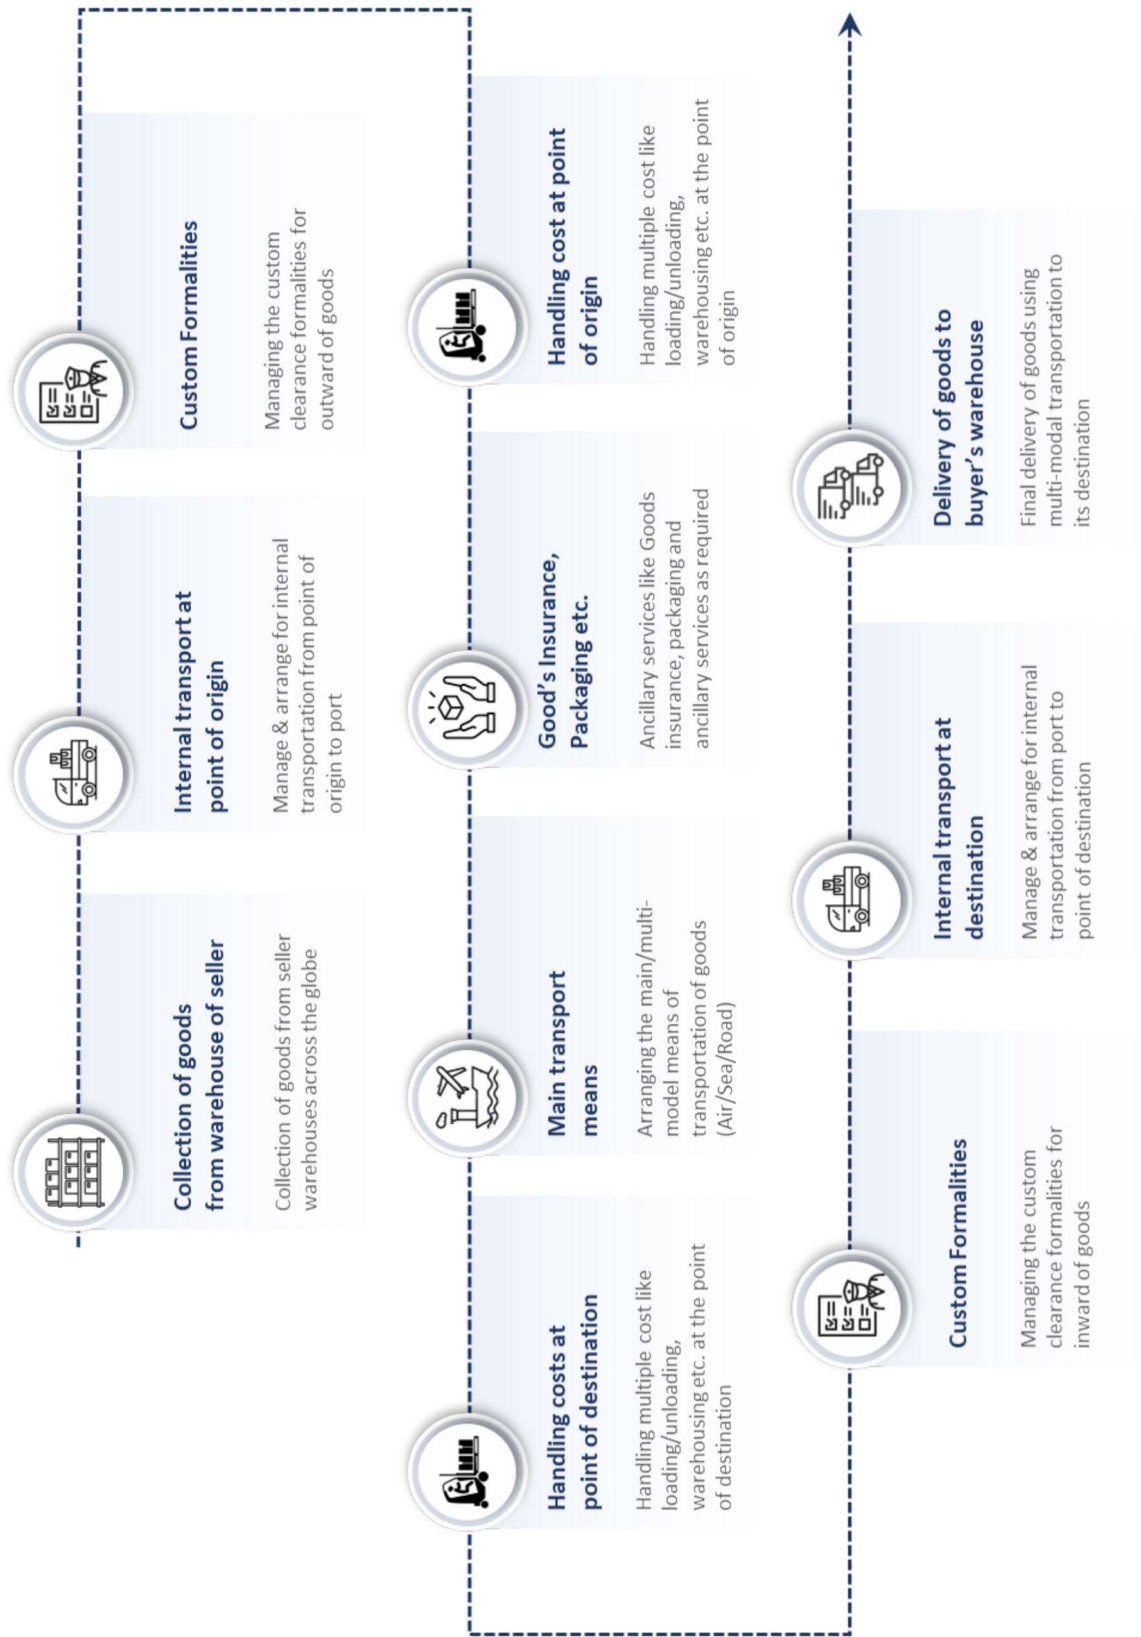 Collection of goods
from warehouse of seller
Collection of goods from seller
warehouses across the globe
Internal transport at
point of origin
Manage & arrange for internal
transportation from point of
origin to port
Custom Formalities
Managing the custom
clearance formalities for
outward of goods
Handling cost at point
of origin
Handling multiple cost like
loading/unloading,
warehousing etc. at the point
of origin
Good's Insurance,
Packaging etc.
Ancillary services like Goods
insurance, packaging and
ancillary services as required
Main transport
means
Arranging the main/multi-
model means of
transportation of goods
(Air/Sea/Road)
Handling costs at
point of destination
Handling multiple cost like
loading/unloading,
warehousing etc. at the point
of destination
Custom Formalities
Managing the custom
clearance formalities for
inward of goods
Internal transport at
destination
Manage & arrange for internal
transportation from port to
point of destination
Delivery of goods to
buyer's warehouse
Final delivery of goods using
multi-modal transportation to
its destination